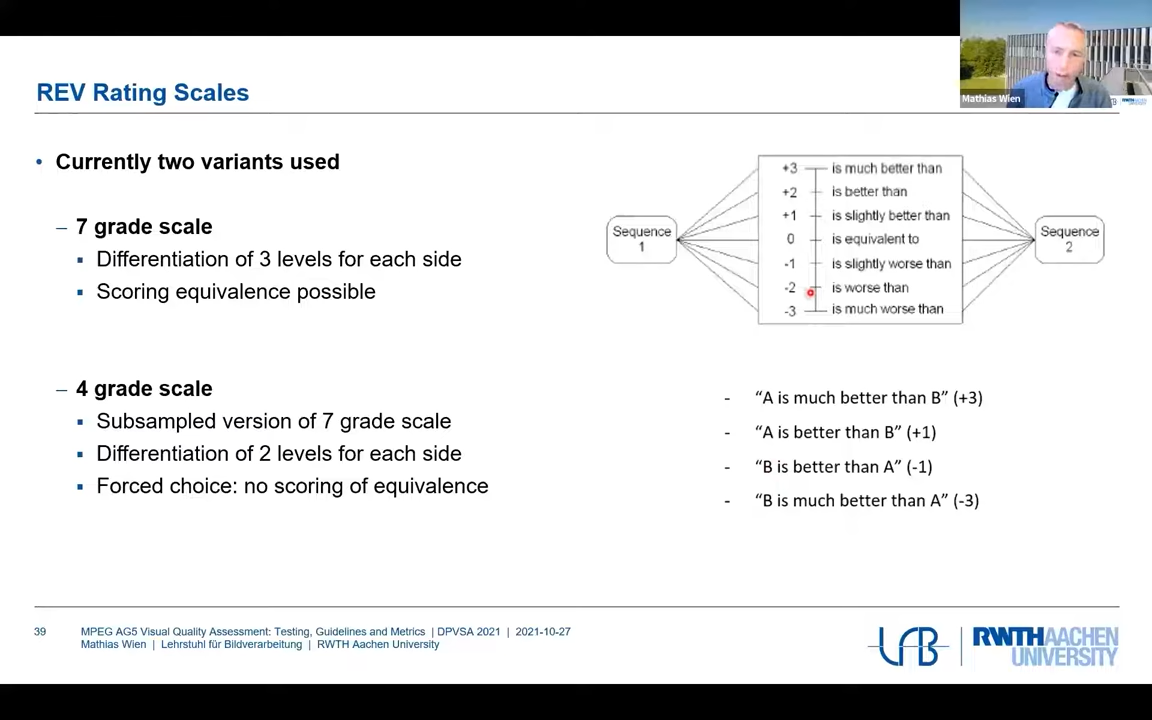 Mathias Wien
REV Rating Scales
• Currently two variants used
– 7 grade scale
▪ Differentiation of 3 levels for each side
▪ Scoring equivalence possible
– 4 grade scale
▪ Subsampled version of 7 grade scale
▪ Differentiation of 2 levels for each side
▪ Forced choice: no scoring of equivalence
Sequence
1
+3 is much better than
+2 is better than
+1 is slightly better than
0 is equivalent to
-1 is slightly worse than
-2 is worse than
-3 is much worse than
Sequence
2
- “A is much better than B” (+3)
- “A is better than B” (+1)
- “B is better than A” (-1)
- “B is much better than A” (-3)
39 MPEG AG5 Visual Quality Assessment: Testing, Guidelines and Metrics | DPVSA 2021 | 2021-10-27
Mathias Wien | Lehrstuhl für Bildverarbeitung | RWTH Aachen University
LFB
RWTHAACHEN
UNIVERSITY